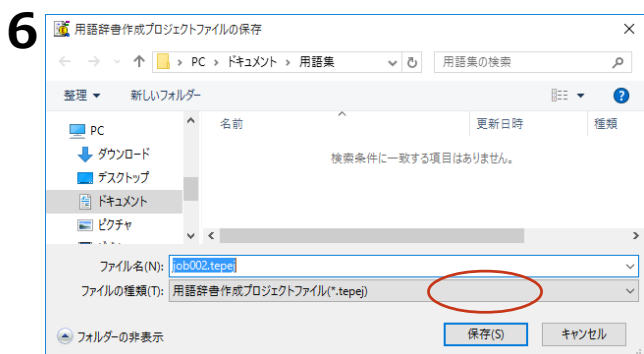 6
用語辞書作成プロジェクトファイルの保存
PC › ドキュメント › 用語集
用語集の検索
整理 ▼ 新しいフォルダー
PC
ダウンロード
デスクトップ
ドキュメント
ピクチャ
名前 更新日時 種類
検索条件に一致する項目はありません。
ファイル名(N): job002.tepej
ファイルの種類(T): 用語辞書作成プロジェクトファイル(*.tepej)
フォルダーの非表示 保存(S) キャンセル